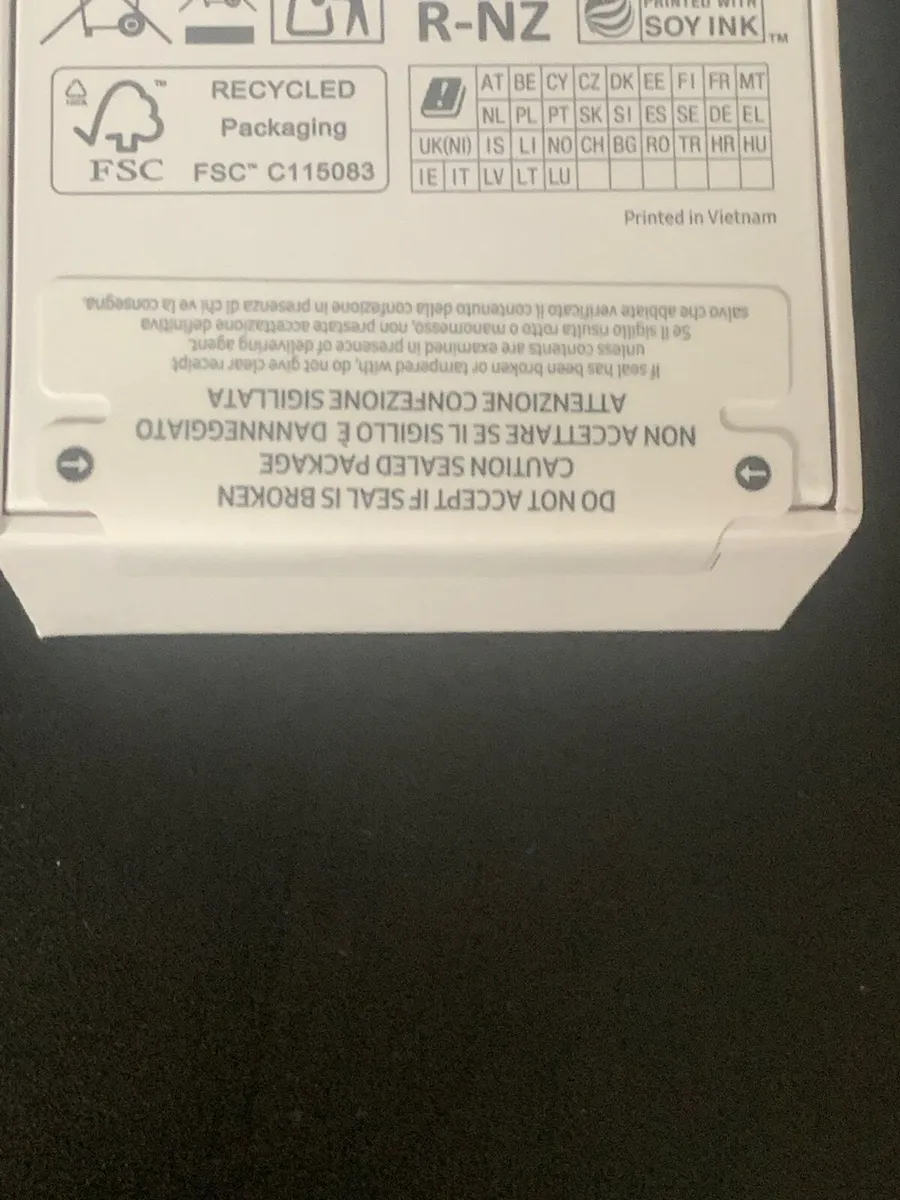 R-NZ
PRINTED WITH
SOY INK
TM
100%
TM
FSC
RECYCLED
Packaging
FSC™ C115083
AT BE CY CZ DK EE FI FR MT
NL PL PT SK SI ES SE DE EL
UK(NI) IS LI NO CH BG RO TR HR HU
IE IT LV LT LU
Printed in Vietnam
DO NOT ACCEPT IF SEAL IS BROKEN
CAUTION SEALED PACKAGE
NON ACCETTARE SE IL SIGILLO È DANNNEGGIATO
ATTENZIONE CONFEZIONE SIGILLATA
If seal has been broken or tampered with, do not give clear receipt
unless contents are examined in presence of delivering agent.
Se il sigillo risulta rotto o manomesso, non prestate accettazione definitiva
salvo che abbiate verificato il contenuto della confezione in presenza di chi ve la consegna.